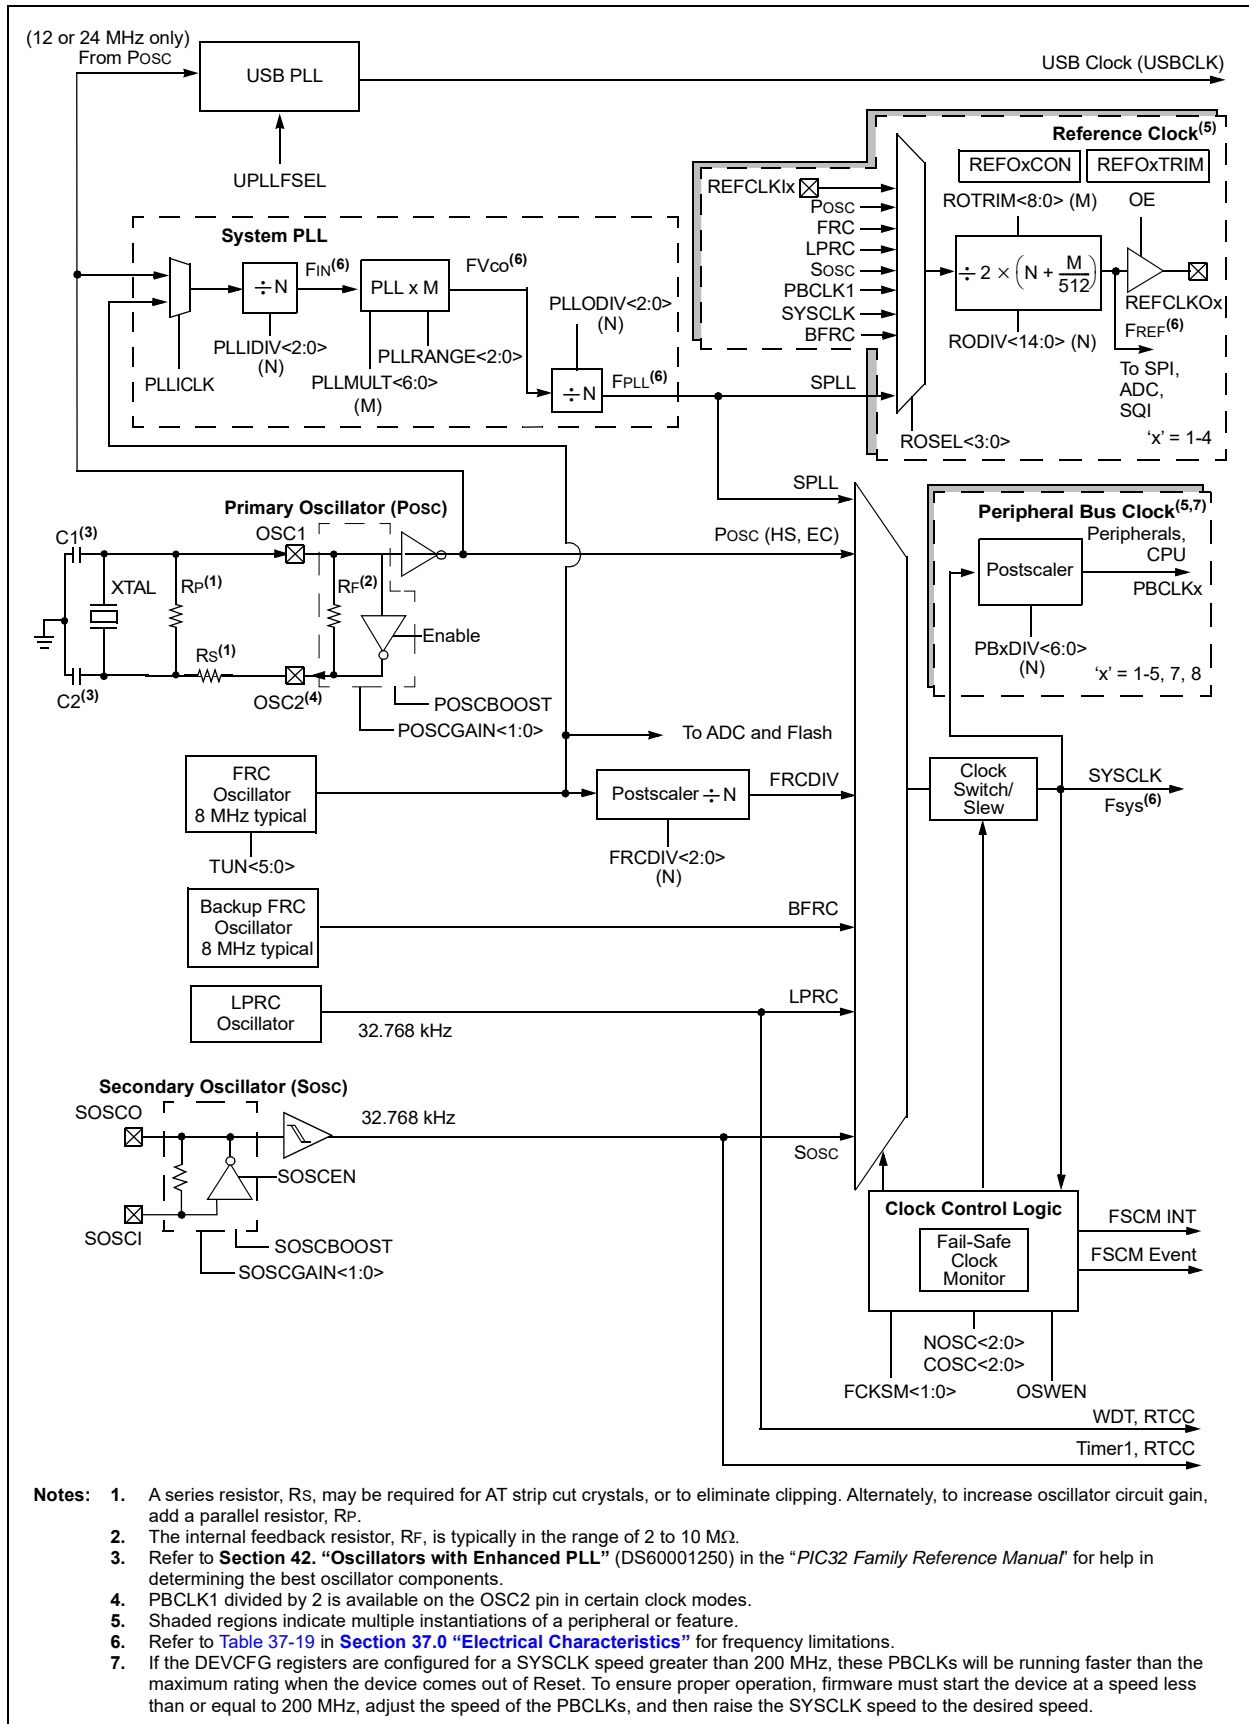 (12 or 24 MHz only)
From POSC
USB PLL
USB Clock (USBCLK)
UPLLFSEL
Reference Clock(5)
REFOxCON
REFOxTRIM
REFCLKIx
POSC
FRC
LPRC
SOSC
PBCLK1
SYSCLK
BFRC
ROTRIM<8:0> (M)
OE
÷ 2 × (N + M/512)
REFCLKOx
RODIV<14:0> (N)
FREF(6)
To SPI,
ADC,
SQI
'x' = 1-4
ROSEL<3:0>
System PLL
÷ N
FIN(6)
PLL x M
FVco(6)
PLLODIV<2:0>
(N)
PLLIDIV<2:0>
(N)
PLLRANGE<2:0>
PLLICLK
PLLMULT<6:0>
(M)
÷ N
FPLL(6)
SPLL
SPLL
Primary Oscillator (POSC)
C1(3)
OSC1
POSC (HS, EC)
XTAL
RP(1)
RF(2)
Enable
RS(1)
C2(3)
OSC2(4)
POSCBOOST
POSCGAIN<1:0>
Peripheral Bus Clock(5,7)
Peripherals,
CPU
Postscaler
PBCLKx
PBxDIV<6:0>
(N)
'x' = 1-5, 7, 8
To ADC and Flash
FRC
Oscillator
8 MHz typical
TUN<5:0>
Postscaler ÷ N
FRCDIV
FRCDIV<2:0>
(N)
Clock
Switch/
Slew
SYSCLK
Fsys(6)
Backup FRC
Oscillator
8 MHz typical
BFRC
LPRC
Oscillator
32.768 kHz
LPRC
Secondary Oscillator (SOSC)
SOSCO
32.768 kHz
SOSC
SOSCEN
SOSCI
SOSCBOOST
SOSCGAIN<1:0>
Clock Control Logic
Fail-Safe
Clock
Monitor
FSCM INT
FSCM Event
NOSC<2:0>
COSC<2:0>
FCKSM<1:0>
OSWEN
WDT, RTCC
Timer1, RTCC
Notes: 1. A series resistor, RS, may be required for AT strip cut crystals, or to eliminate clipping. Alternately, to increase oscillator circuit gain,
add a parallel resistor, RP.
2. The internal feedback resistor, RF, is typically in the range of 2 to 10 MΩ.
3. Refer to Section 42. “Oscillators with Enhanced PLL” (DS60001250) in the “PIC32 Family Reference Manual” for help in
determining the best oscillator components.
4. PBCLK1 divided by 2 is available on the OSC2 pin in certain clock modes.
5. Shaded regions indicate multiple instantiations of a peripheral or feature.
6. Refer to Table 37-19 in Section 37.0 “Electrical Characteristics” for frequency limitations.
7. If the DEVCFG registers are configured for a SYSCLK speed greater than 200 MHz, these PBCLKs will be running faster than the
maximum rating when the device comes out of Reset. To ensure proper operation, firmware must start the device at a speed less
than or equal to 200 MHz, adjust the speed of the PBCLKs, and then raise the SYSCLK speed to the desired speed.